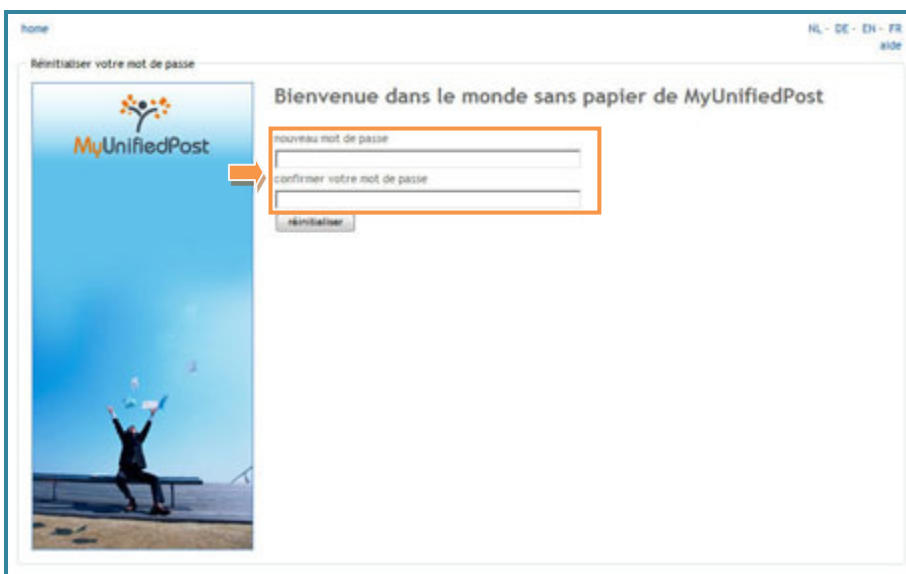 home
NL - DE - EN - FR
aide
Réinitialiser votre mot de passe
MyUnifiedPost
Bienvenue dans le monde sans papier de MyUnifiedPost
nouveau mot de passe
confirmer votre mot de passe
réinitialiser